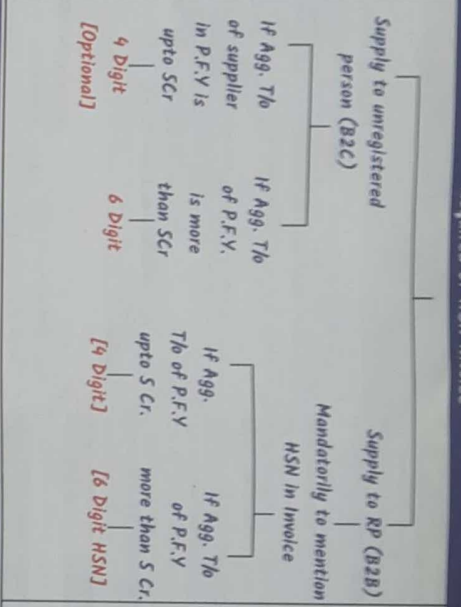 Supply to unregistered
person (B2C)
If Agg. T/o
of supplier
in P.F.Y is
upto 5Cr
4 Digit
[Optional]
If Agg. T/o
of P.F.Y.
is more
than 5Cr
6 Digit
Supply to RP (B2B)
Mandatorily to mention
HSN in Invoice
If Agg.
T/o of P.F.Y
upto 5 Cr.
[4 Digit]
If Agg. T/o
of P.F.Y
more than 5 Cr.
[6 Digit HSN]